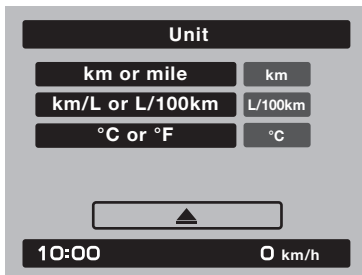 Unit
km or mile km
km/L or L/100km L/100km
°C or °F °C
10:00 0 km/h